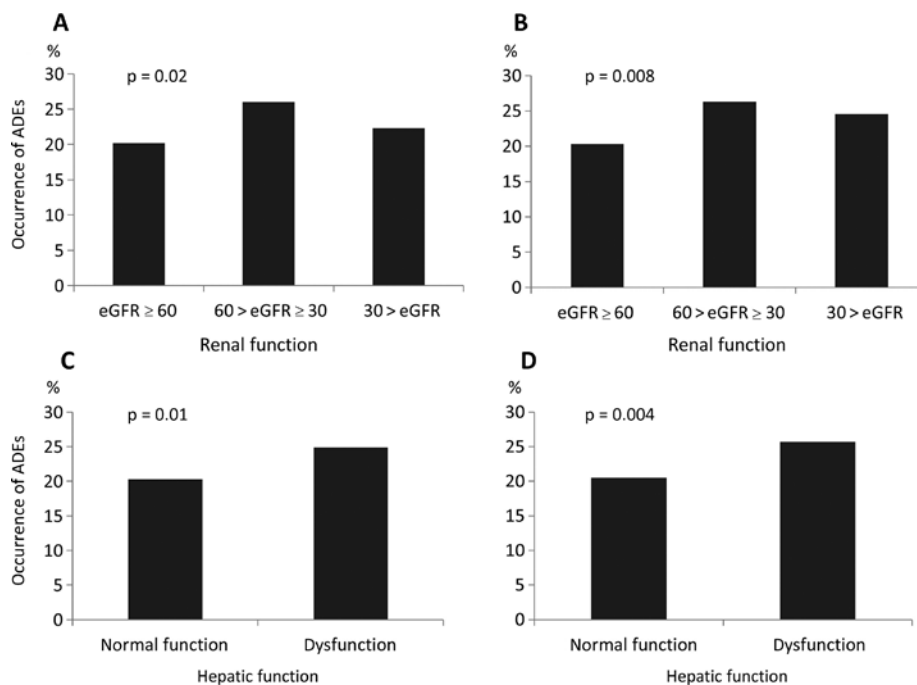 A
%
p = 0.02
Occurrence of ADEs
30
25
20
15
10
5
0
eGFR ≥ 60 60 > eGFR ≥ 30 30 > eGFR
Renal function
B
%
p = 0.008
30
25
20
15
10
5
0
eGFR ≥ 60 60 > eGFR ≥ 30 30 > eGFR
Renal function
C
%
p = 0.01
Occurrence of ADEs
30
25
20
15
10
5
0
Normal function Dysfunction
Hepatic function
D
%
p = 0.004
30
25
20
15
10
5
0
Normal function Dysfunction
Hepatic function